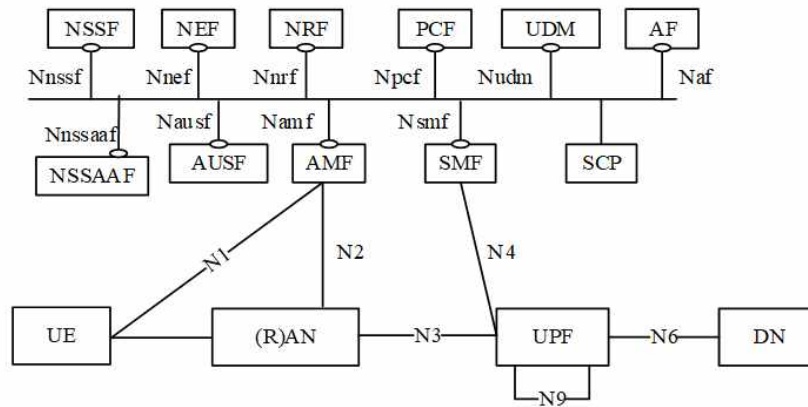 NSSF NEF NRF PCF UDM AF
Nnssf Nnef Nnrf Npcf Nudm Naf
Nnssaaf Nausf Namf Nsmf
NSSAAF AUSF AMF SMF SCP
N1 N2 N4
UE (R)AN N3 UPF N6 DN
N9